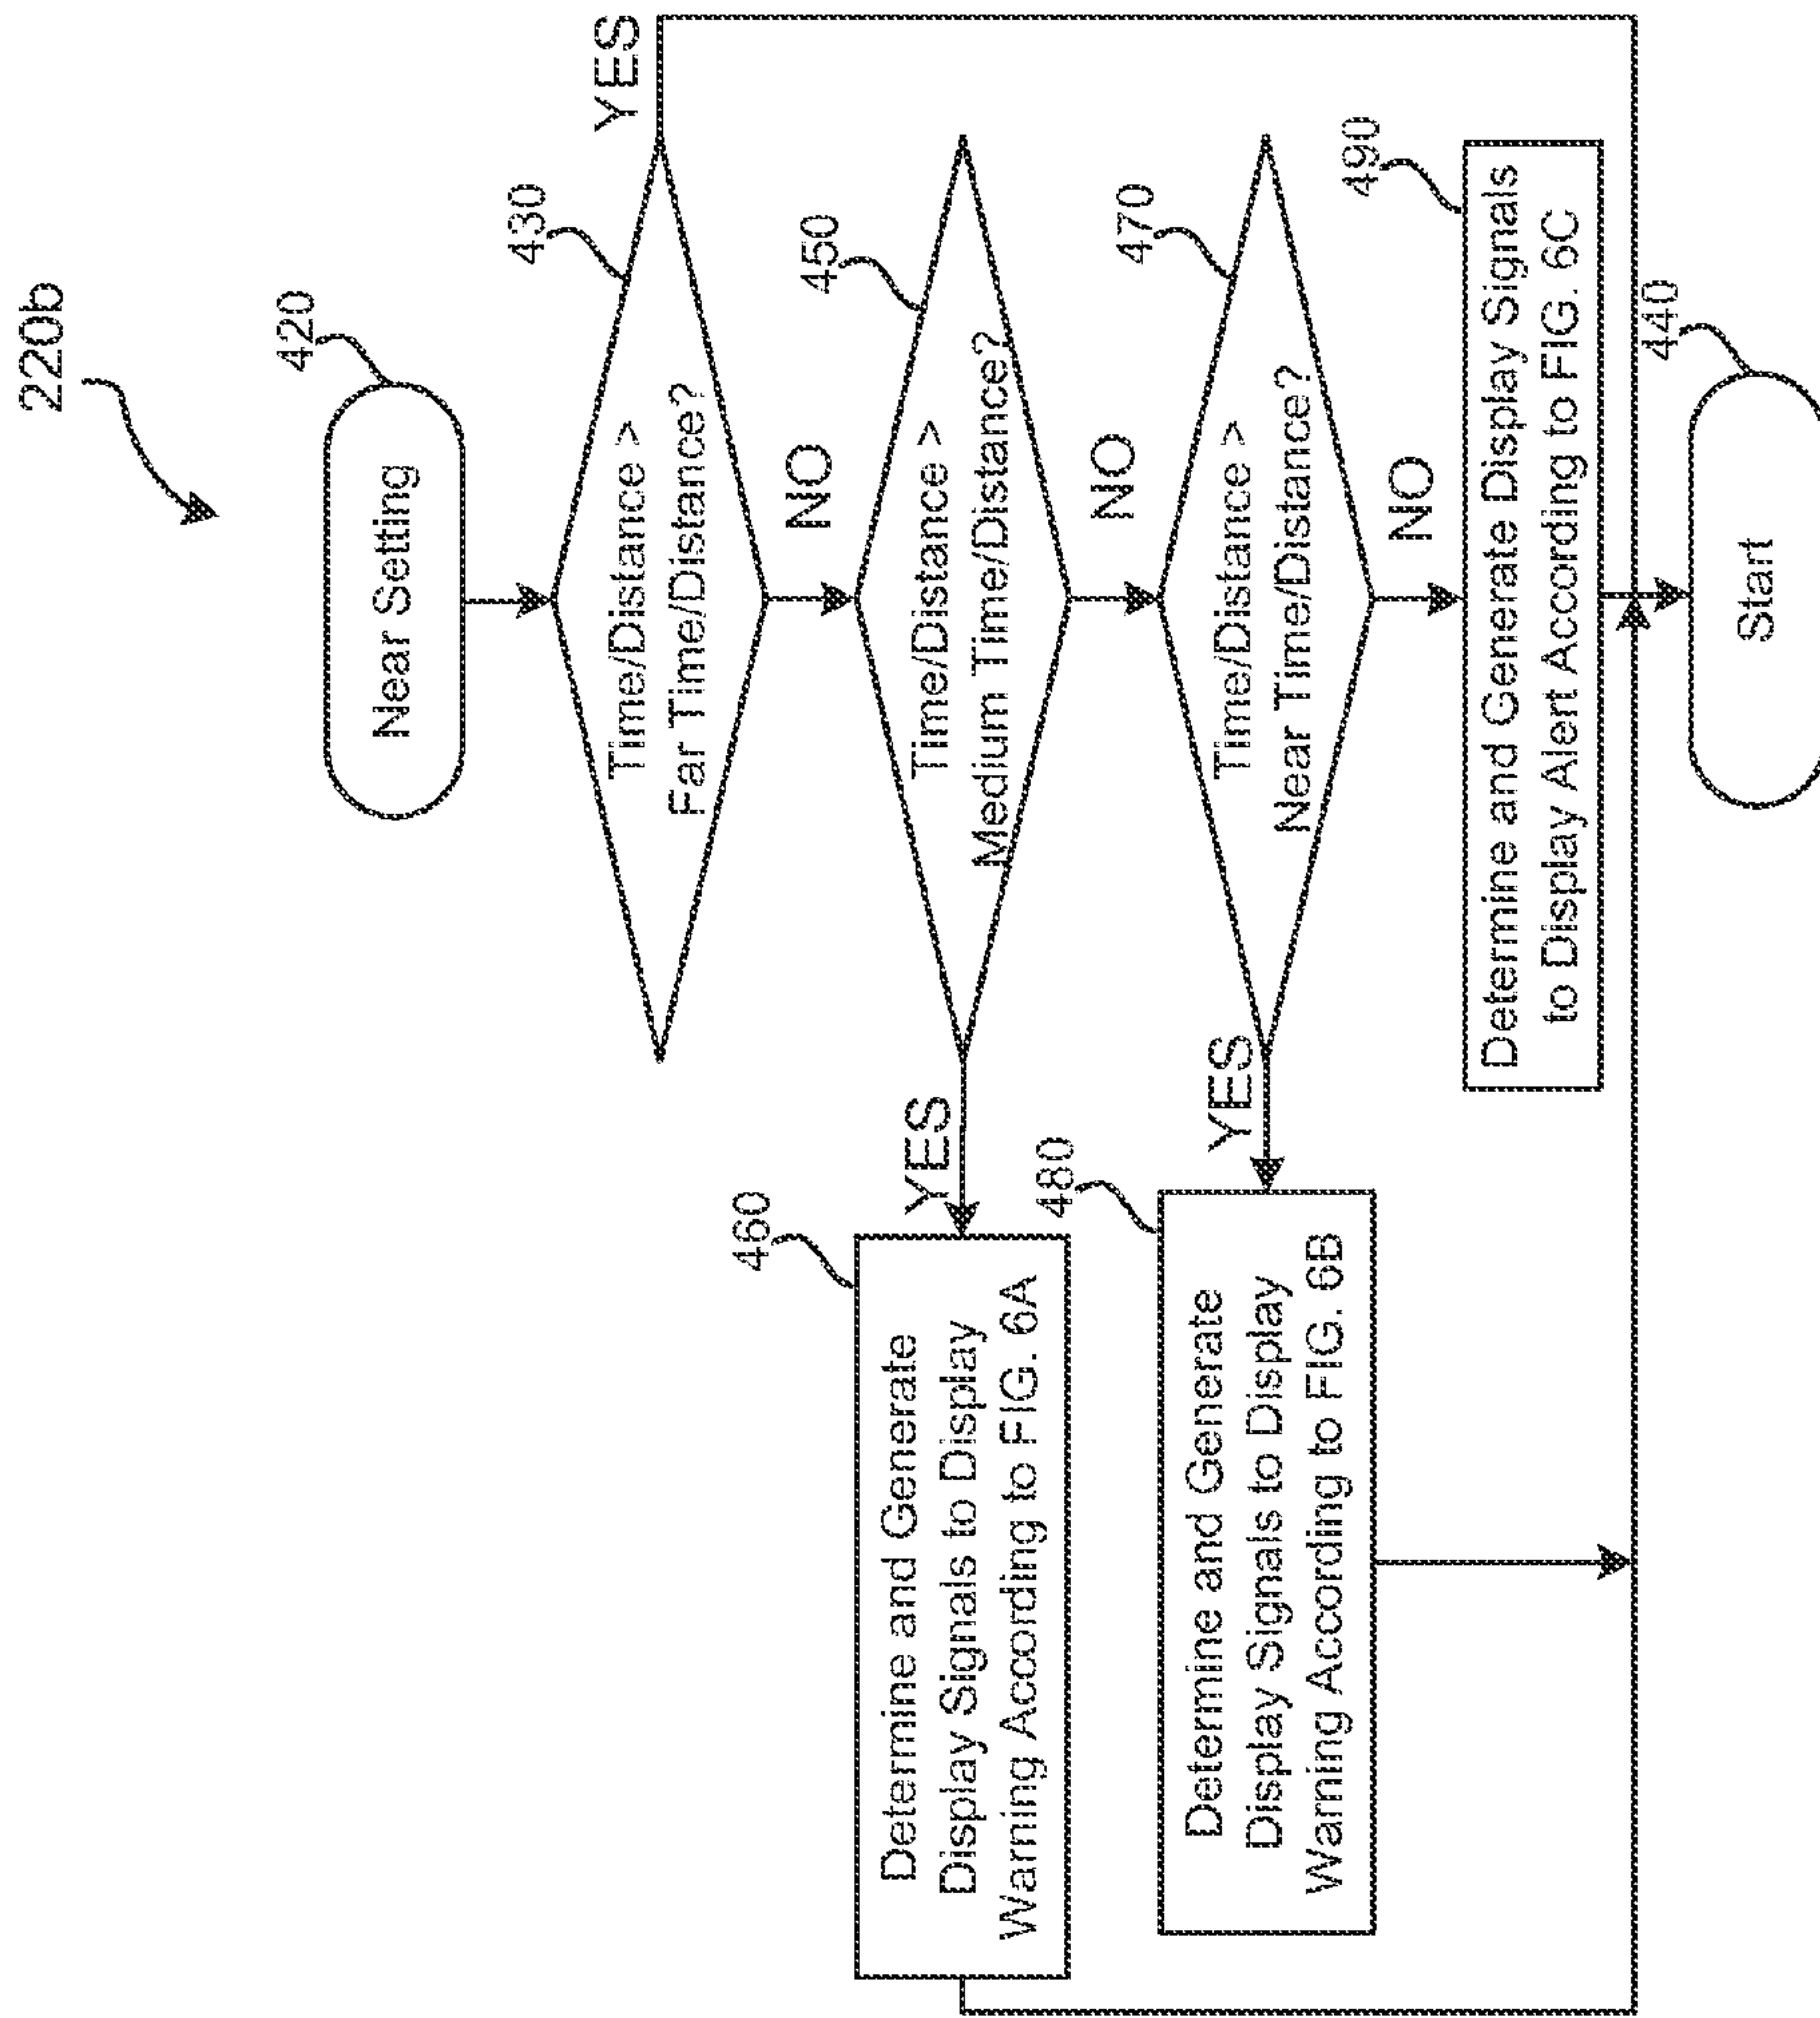 220b
420
Near Setting
430
Time/Distance >
Far Time/Distance?
YES
NO
450
Time/Distance >
Medium Time/Distance?
YES
460
Determine and Generate
Display Signals to Display
Warning According to FIG. 6A
NO
470
Time/Distance >
Near Time/Distance?
YES
480
Determine and Generate
Display Signals to Display
Warning According to FIG. 6B
NO
490
Determine and Generate Display Signals
to Display Alert According to FIG. 6C
440
Start